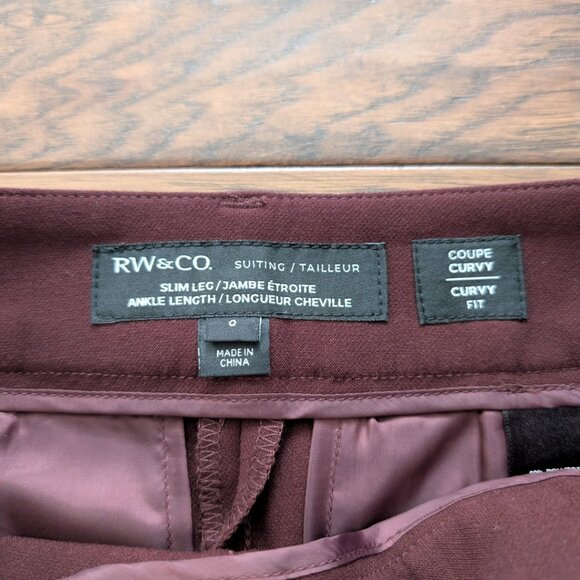 RW&CO. SUITING / TAILLEUR
SLIM LEG / JAMBE ÉTROITE
ANKLE LENGTH / LONGUEUR CHEVILLE
0
MADE IN
CHINA
COUPE
CURVY
CURVY
FIT